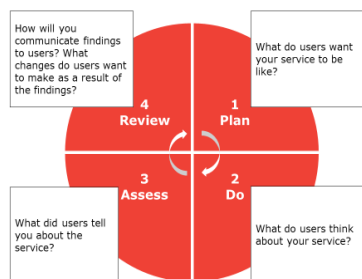 How will you
communicate findings
to users? What
changes do users want
to make as a result of
the findings?
What do users want
your service to be
like?
4
Review
1
Plan
3
Assess
2
Do
What did users tell
you about the
service?
What do users think
about your service?